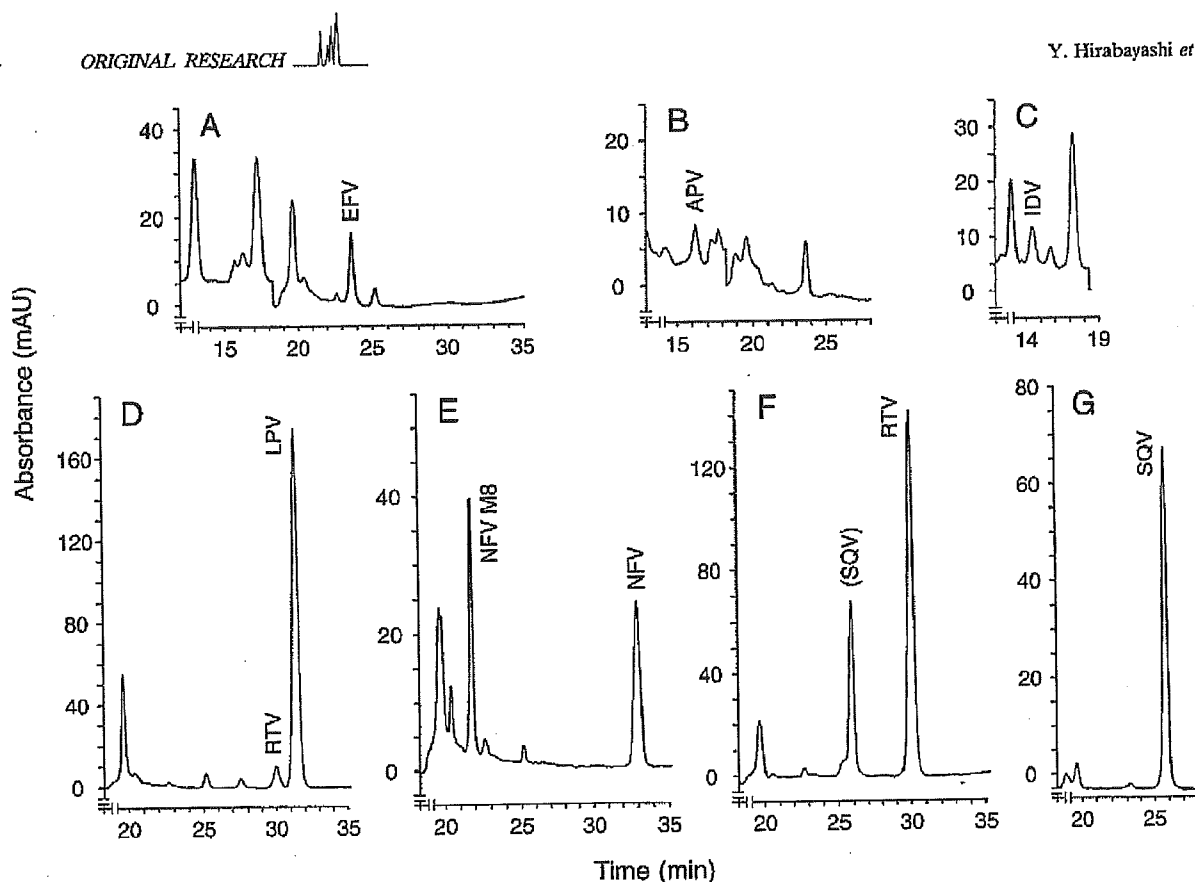 ORIGINAL RESEARCH
Y. Hirabayashi et
Absorbance (mAU)
A
40
20
0
EFV
15 20 25 30 35
B
20
10
0
APV
15 20 25
C
30
20
10
0
IDV
14 19
D
160
120
80
40
0
RTV
LPV
20 25 30 35
E
40
20
0
NFV M8
NFV
20 25 30 35
F
120
80
40
0
(SQV)
RTV
20 25 30 35
G
80
60
40
20
0
SQV
20 25
Time (min)